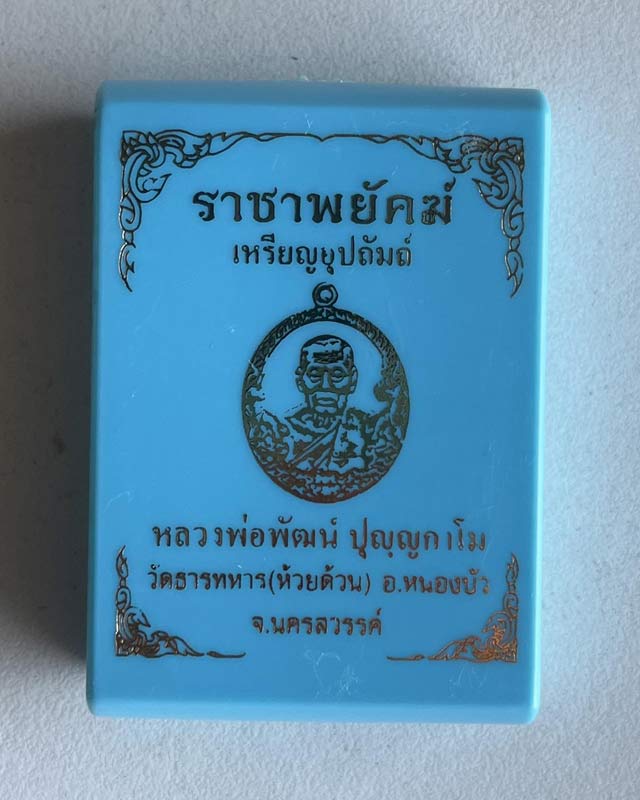 ราชาพยัคฆ์
เหรียญอุปถัมถ์
หลวงพ่อพัฒน์ ปุญญกาโม
วัดธารทหาร(ห้วยด้วน) อ.หนองบัว
จ.นครสวรรค์